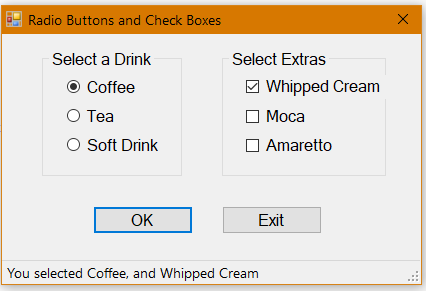 Radio Buttons and Check Boxes
Select a Drink
Coffee
Tea
Soft Drink
Select Extras
Whipped Cream
Moca
Amaretto
OK
Exit
You selected Coffee, and Whipped Cream